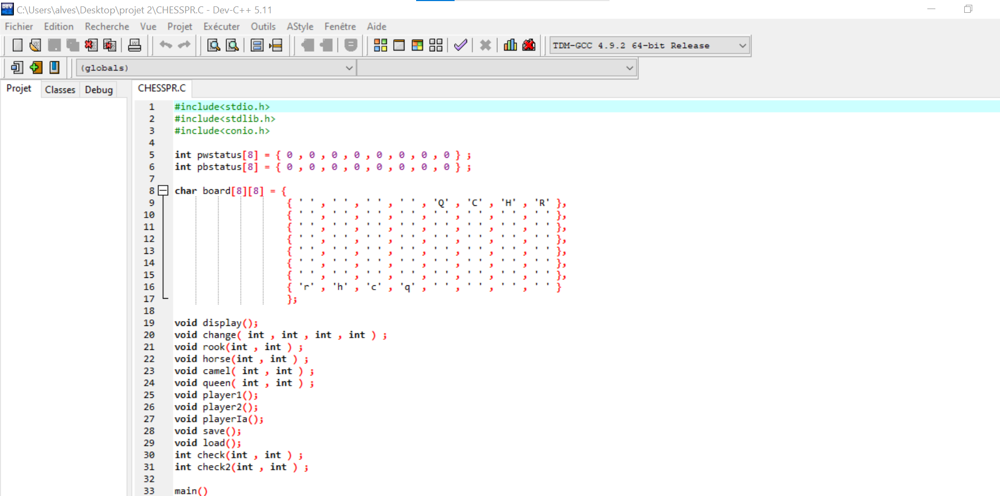 C:\Users\alves\Desktop\projet 2\CHESSPR.C - Dev-C++ 5.11
Fichier Edition Recherche Vue Projet Exécuter Outils AStyle Fenêtre Aide
TDM-GCC 4.9.2 64-bit Release
(globals)
Projet Classes Debug
CHESSPR.C
1 #include<stdio.h>
2 #include<stdlib.h>
3 #include<conio.h>
4
5 int pwstatus[8] = { 0 , 0 , 0 , 0 , 0 , 0 , 0 , 0 } ;
6 int pbstatus[8] = { 0 , 0 , 0 , 0 , 0 , 0 , 0 , 0 } ;
7
8 char board[8][8] = {
9 { ' ' , ' ' , ' ' , ' ' , 'Q' , 'C' , 'H' , 'R' },
10 { ' ' , ' ' , ' ' , ' ' , ' ' , ' ' , ' ' , ' ' },
11 { ' ' , ' ' , ' ' , ' ' , ' ' , ' ' , ' ' , ' ' },
12 { ' ' , ' ' , ' ' , ' ' , ' ' , ' ' , ' ' , ' ' },
13 { ' ' , ' ' , ' ' , ' ' , ' ' , ' ' , ' ' , ' ' },
14 { ' ' , ' ' , ' ' , ' ' , ' ' , ' ' , ' ' , ' ' },
15 { ' ' , ' ' , ' ' , ' ' , ' ' , ' ' , ' ' , ' ' },
16 { 'r' , 'h' , 'c' , 'q' , ' ' , ' ' , ' ' , ' ' }
17 };
18
19 void display();
20 void change( int , int , int , int ) ;
21 void rook(int , int ) ;
22 void horse(int , int ) ;
23 void camel( int , int ) ;
24 void queen( int , int ) ;
25 void player1();
26 void player2();
27 void playerIa();
28 void save();
29 void load();
30 int check(int , int ) ;
31 int check2(int , int ) ;
32
33 main()